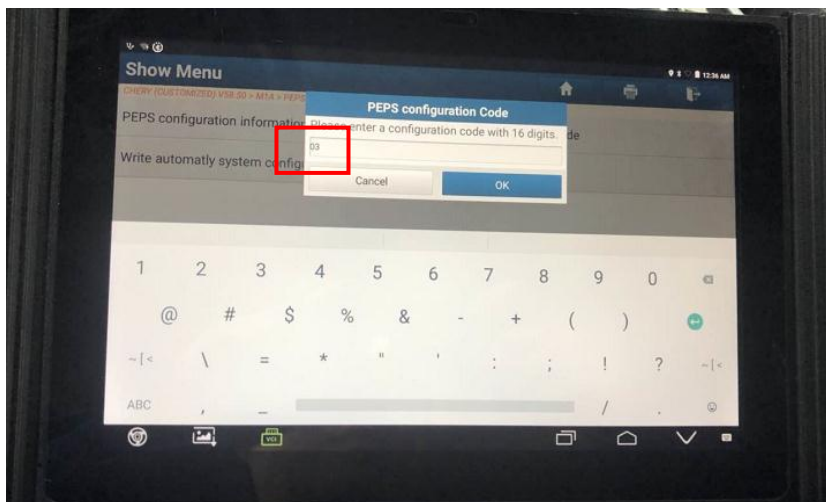 12:36 AM
Show Menu
CHERY (CUSTOMIZED) V58.50 > M1A > PEPS
PEPS configuration Code
PEPS configuration information
Please enter a configuration code with 16 digits.
de
03
Write automatly system config
Cancel
OK
1 2 3 4 5 6 7 8 9 0
@ # $ % & - + ( )
~[< \ = * " ' : ; ! ? ~[<
ABC , _ / .
VCI